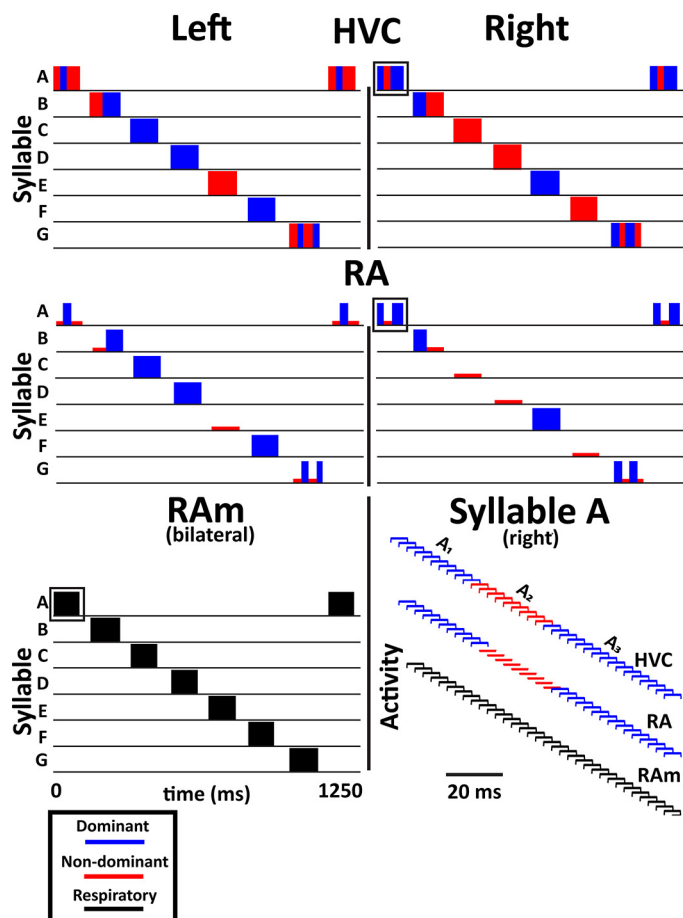 Left HVC Right
Syllable
A
B
C
D
E
F
G
RA
Syllable
A
B
C
D
E
F
G
RAm
(bilateral)
Syllable
A
B
C
D
E
F
G
0 time (ms) 1250
Syllable A
(right)
Activity
A₁
A₂
A₃
HVC
RA
RAm
20 ms
Dominant
Non-dominant
Respiratory